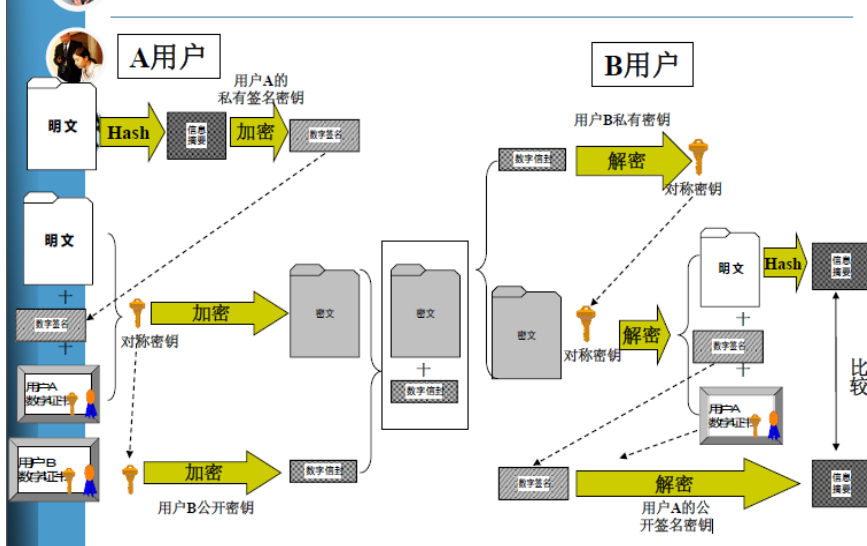 A用户
B用户
用户A的
私有签名密钥
明文
Hash
信息
摘要
加密
数字签名
用户B私有密钥
数字信封
解密
对称密钥
明文
+
数字签名
+
用户A
数字证书
对称密钥
加密
密文
密文
+
数字信封
密文
对称密钥
解密
明文
+
数字签名
+
用户A
数字证书
Hash
信息
摘要
比
较
用户B
数字证书
加密
用户B公开密钥
数字信封
数字签名
解密
用户A的公
开签名密钥
信息
摘要